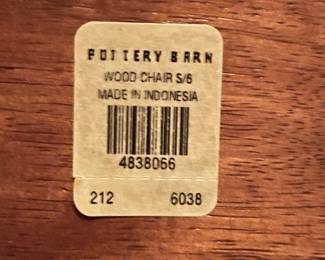 POTTERY BARN
WOOD CHAIR S/6
MADE IN INDONESIA
4838066
212 6038